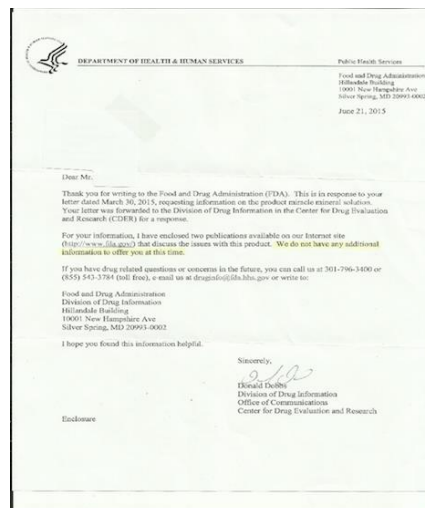 DEPARTMENT OF HEALTH & HUMAN SERVICES
Public Health Services
Food and Drug Administration
Hillandale Building
10001 New Hampshire Ave
Silver Spring, MD 20993-0002
June 21, 2015
Dear Mr.
Thank you for writing to the Food and Drug Administration (FDA). This is in response to your
letter dated March 30, 2015, requesting information on the product miracle mineral solution.
Your letter was forwarded to the Division of Drug Information in the Center for Drug Evaluation
and Research (CDER) for a response.
For your information, I have enclosed two publications available on our Internet site
(http://www.fda.gov/) that discuss the issues with this product. We do not have any additional
information to offer you at this time.
If you have drug related questions or concerns in the future, you can call us at 301-796-3400 or
(855) 543-3784 (toll free), e-mail us at druginfo@fda.hhs.gov or write to:
Food and Drug Administration
Division of Drug Information
Hillandale Building
10001 New Hampshire Ave
Silver Spring, MD 20993-0002
I hope you found this information helpful.
Sincerely,
Donald Dobbs
Division of Drug Information
Office of Communications
Center for Drug Evaluation and Research
Enclosure